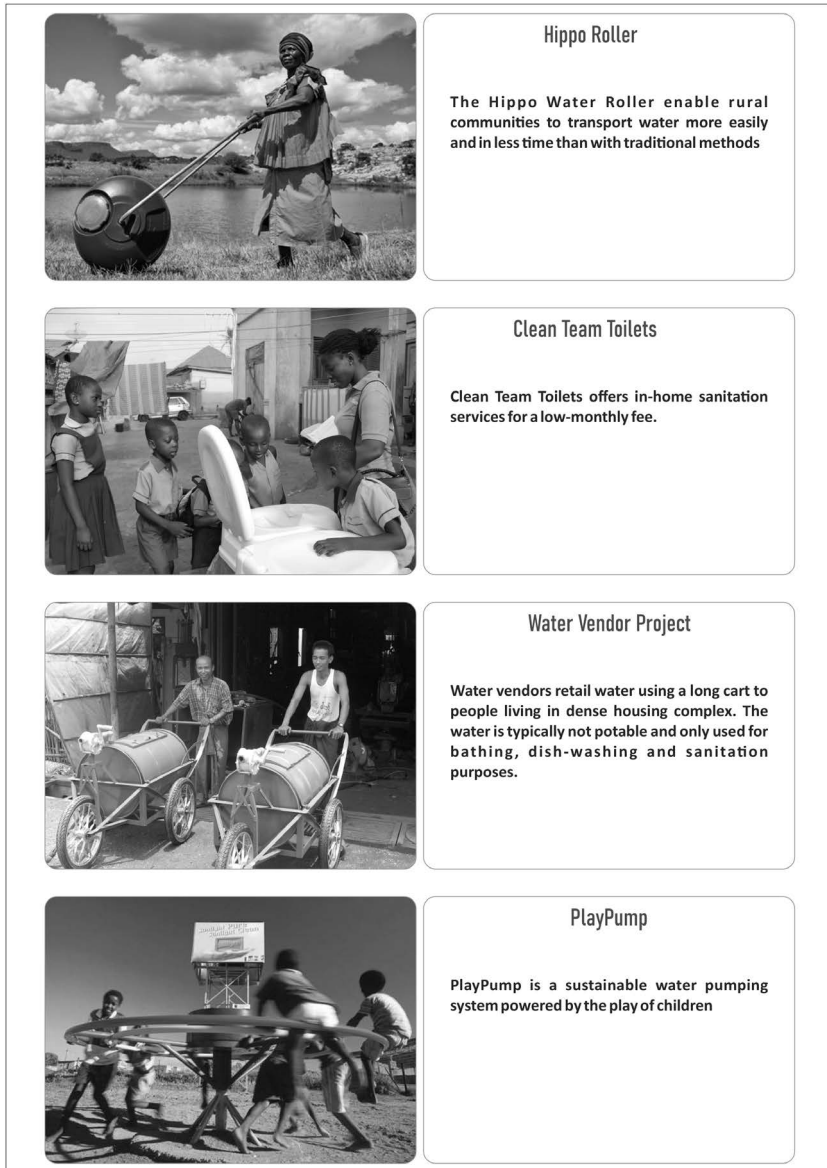 Hippo Roller
The Hippo Water Roller enable rural
communities to transport water more easily
and in less time than with traditional methods
Clean Team Toilets
Clean Team Toilets offers in-home sanitation
services for a low-monthly fee.
Water Vendor Project
Water vendors retail water using a long cart to
people living in dense housing complex. The
water is typically not potable and only used for
bathing, dish-washing and sanitation
purposes.
PlayPump
PlayPump is a sustainable water pumping
system powered by the play of children